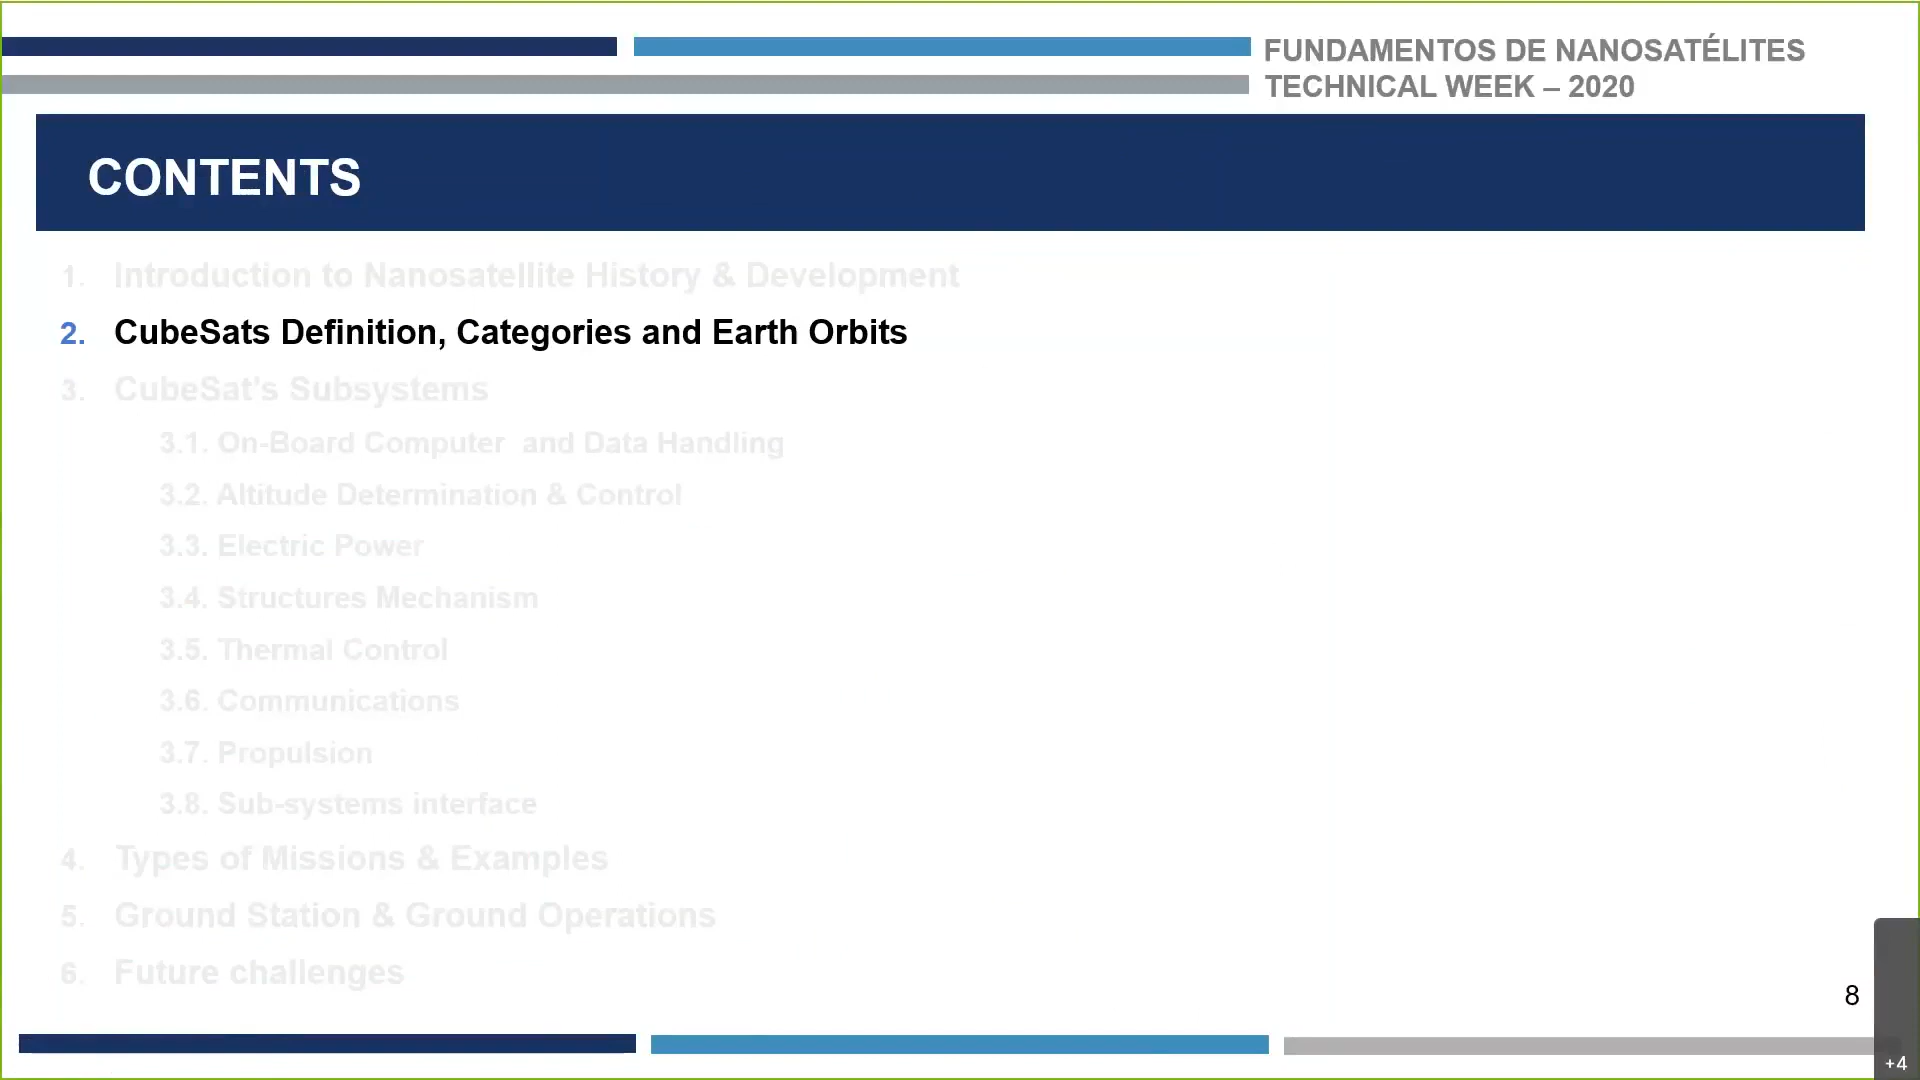 FUNDAMENTOS DE NANOSATÉLITES
TECHNICAL WEEK – 2020
CONTENTS
1. Introduction to Nanosatellite History & Development
2. CubeSats Definition, Categories and Earth Orbits
3. CubeSat's Subsystems
3.1. On-Board Computer and Data Handling
3.2. Altitude Determination & Control
3.3. Electric Power
3.4. Structures Mechanism
3.5. Thermal Control
3.6. Communications
3.7. Propulsion
3.8. Sub-systems interface
4. Types of Missions & Examples
5. Ground Station & Ground Operations
6. Future challenges
8
+4